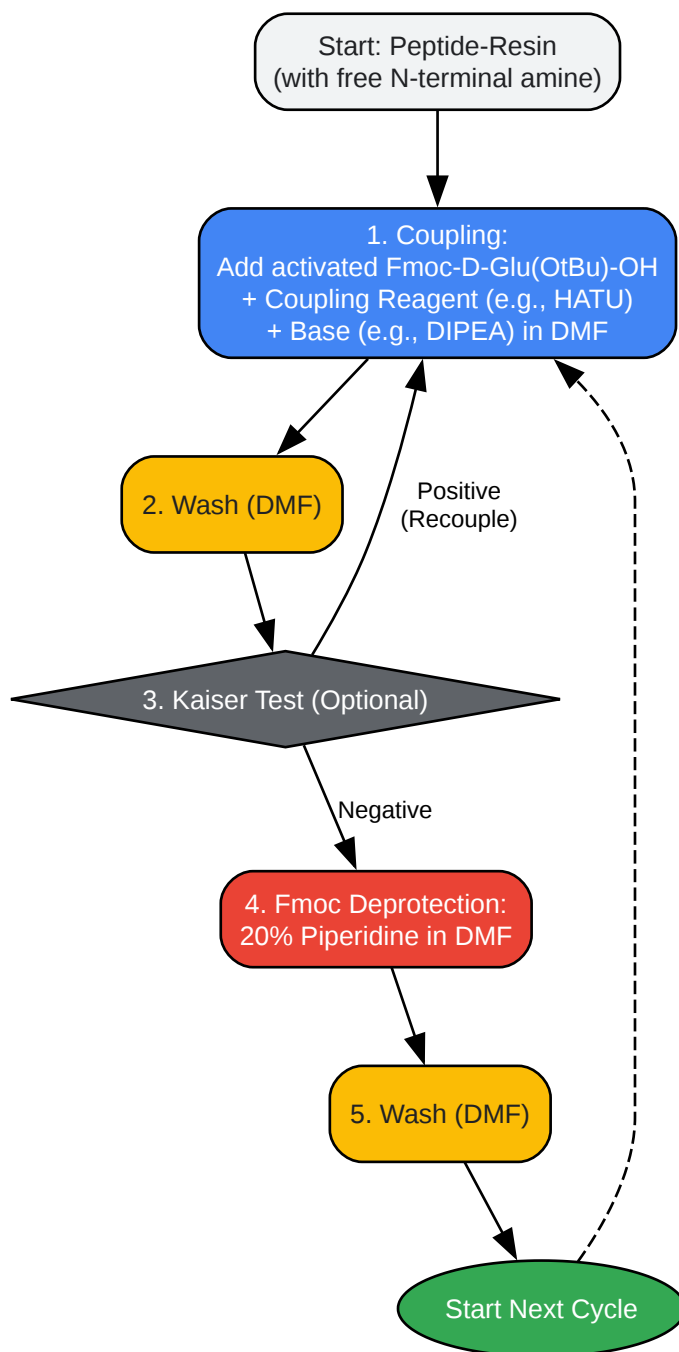 Start: Peptide-Resin
(with free N-terminal amine)
1. Coupling:
Add activated Fmoc-D-Glu(OtBu)-OH
+ Coupling Reagent (e.g., HATU)
+ Base (e.g., DIPEA) in DMF
2. Wash (DMF)
Positive
(Recouple)
3. Kaiser Test (Optional)
Negative
4. Fmoc Deprotection:
20% Piperidine in DMF
5. Wash (DMF)
Start Next Cycle